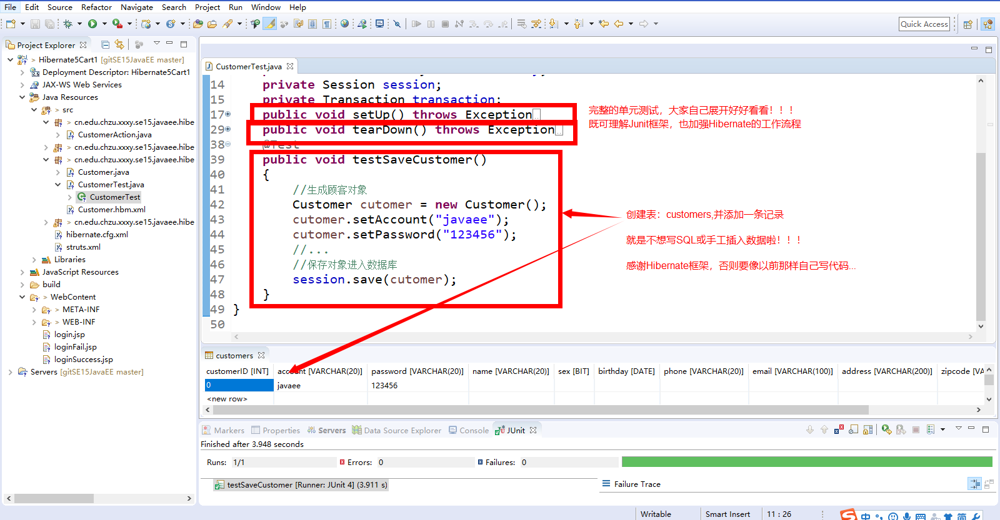 File Edit Source Refactor Navigate Search Project Run Window Help
Quick Access
Project Explorer
> Hibernate5Cart1 [gitSE15JavaEE master]
Deployment Descriptor: Hibernate5Cart1
JAX-WS Web Services
Java Resources
> src
> cn.edu.chzu.xxxy.se15.javaee.hibe
CustomerAction.java
> cn.edu.chzu.xxxy.se15.javaee.hibe
> cn.edu.chzu.xxxy.se15.javaee.hibe
Customer.java
CustomerTest.java
CustomerTest
Customer.hbm.xml
> cn.edu.chzu.xxxy.se15.javaee.hibe
hibernate.cfg.xml
struts.xml
Libraries
JavaScript Resources
build
> WebContent
> META-INF
> WEB-INF
login.jsp
loginFail.jsp
loginSuccess.jsp
Servers [gitSE15JavaEE master]
CustomerTest.java
14 private Session session;
15 private Transaction transaction;
17 public void setUp() throws Exception
29 public void tearDown() throws Exception
38 @Test
39 public void testSaveCustomer()
40 {
41 //生成顾客对象
42 Customer cutomer = new Customer();
43 cutomer.setAccount("javaee");
44 cutomer.setPassword("123456");
45 //...
46 //保存对象进入数据库
47 session.save(cutomer);
48 }
49 }
50
完整的单元测试，大家自己展开好好看看！！！
既可理解Junit框架，也加强Hibernate的工作流程
创建表：customers,并添加一条记录
就是不想写SQL或手工插入数据啦！！！
感谢Hibernate框架，否则要像以前那样自己写代码...
customers
customerID [INT] account [VARCHAR(20)] password [VARCHAR(20)] name [VARCHAR(20)] sex [BIT] birthday [DATE] phone [VARCHAR(20)] email [VARCHAR(100)] address [VARCHAR(200)] zipcode [VA
0 javaee 123456
<new row>
Markers Properties Servers Data Source Explorer Console JUnit
Finished after 3.948 seconds
Runs: 1/1 Errors: 0 Failures: 0
testSaveCustomer [Runner: JUnit 4] (3.911 s)
Failure Trace
Writable Smart Insert 11 : 26
中 简